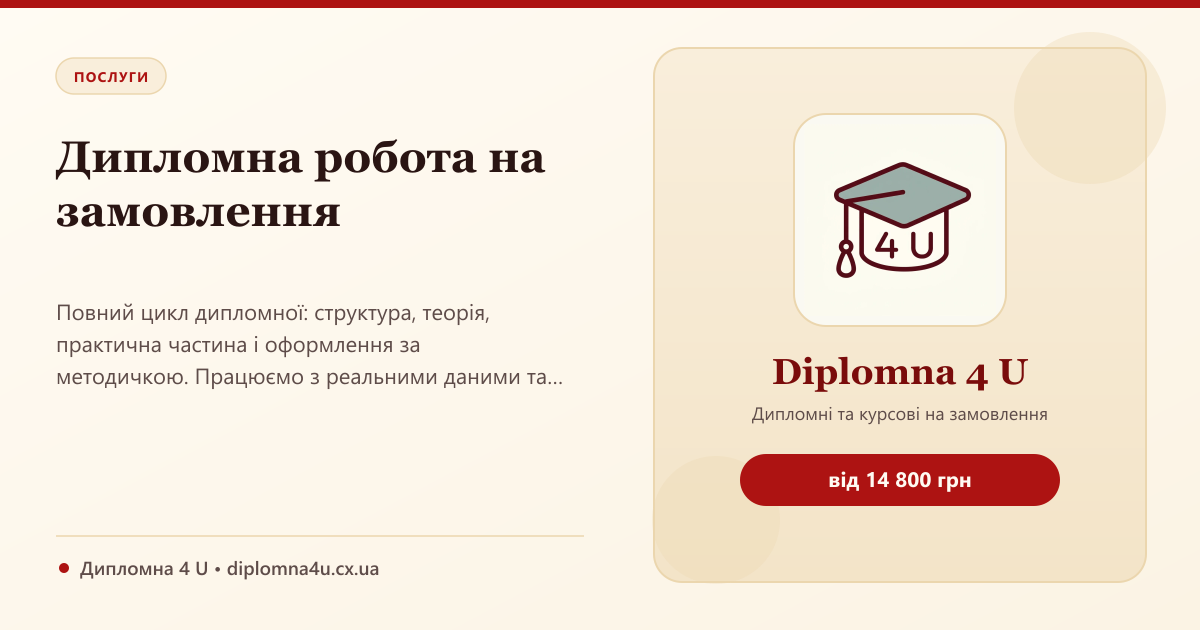 ПОСЛУГИ
Дипломна робота на
замовлення
Повний цикл дипломної: структура, теорія,
практична частина і оформлення за
методичкою. Працюємо з реальними даними та...
Дипломна 4 U • diplomna4u.cx.ua
4 U
Diplomna 4 U
Дипломні та курсові на замовлення
від 14 800 грн